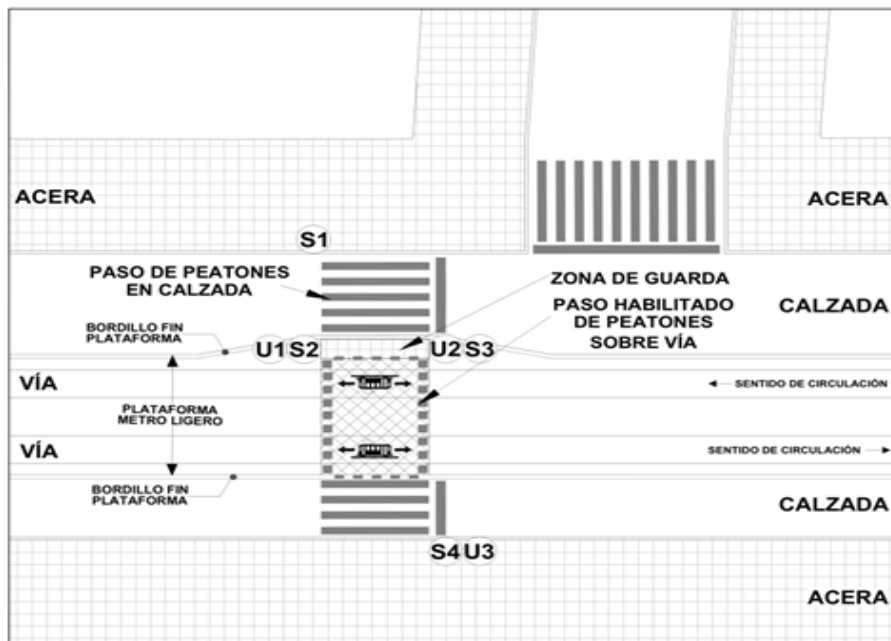 ACERA
ACERA
S1
PASO DE PEATONES
EN CALZADA
ZONA DE GUARDA
PASO HABILITADO
DE PEATONES
SOBRE VÍA
CALZADA
BORDILLO FIN
PLATAFORMA
U1 S2
U2 S3
VÍA
SENTIDO DE CIRCULACIÓN
PLATAFORMA
METRO LIGERO
VÍA
SENTIDO DE CIRCULACIÓN
BORDILLO FIN
PLATAFORMA
CALZADA
S4 U3
ACERA